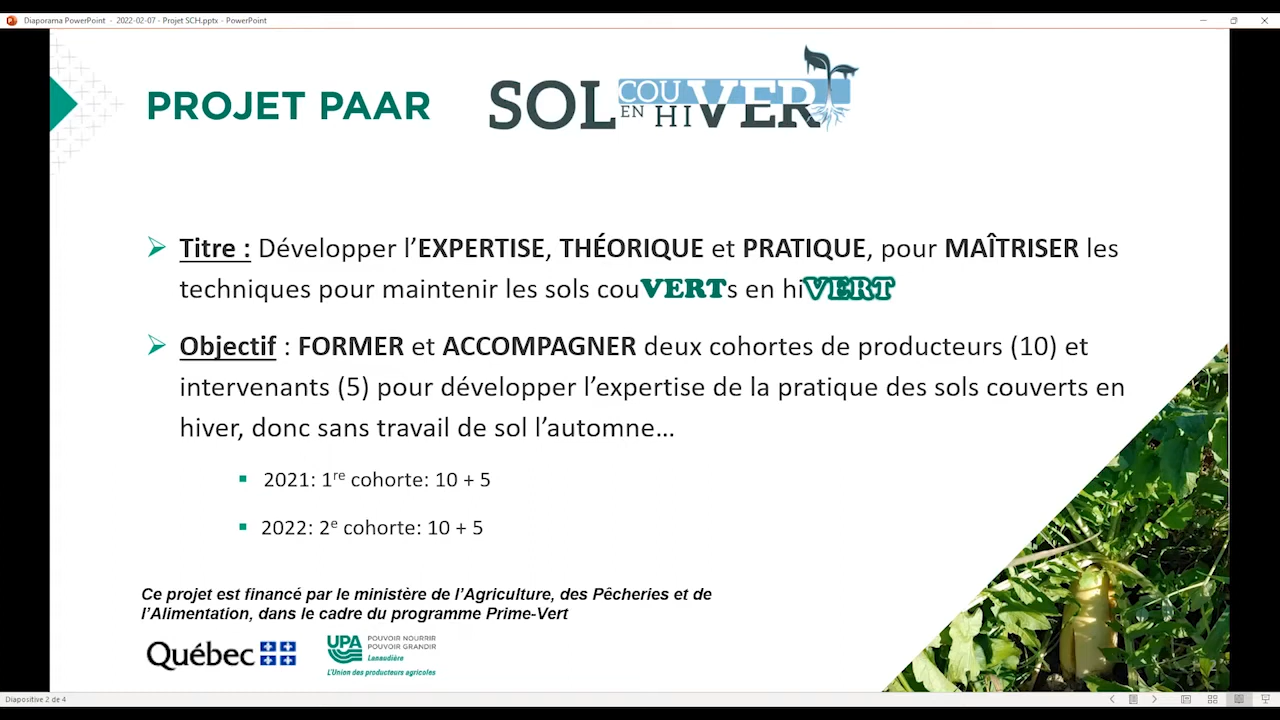 Diaporama PowerPoint - 2022-02-07 - Projet SCH.pptx - PowerPoint
PROJET PAAR
SOL COUVERT
EN HIVER
Titre : Développer l’EXPERTISE, THÉORIQUE et PRATIQUE, pour MAÎTRISER les
techniques pour maintenir les sols couVERTs en hiVERT
Objectif : FORMER et ACCOMPAGNER deux cohortes de producteurs (10) et
intervenants (5) pour développer l’expertise de la pratique des sols couverts en
hiver, donc sans travail de sol l’automne…
2021: 1re cohorte: 10 + 5
2022: 2e cohorte: 10 + 5
Ce projet est financé par le ministère de l’Agriculture, des Pêcheries et de
l’Alimentation, dans le cadre du programme Prime-Vert
Québec
UPA POUVOIR NOURRIR
POUVOIR GRANDIR
Lanaudière
L’Union des producteurs agricoles
Diapositive 2 de 4